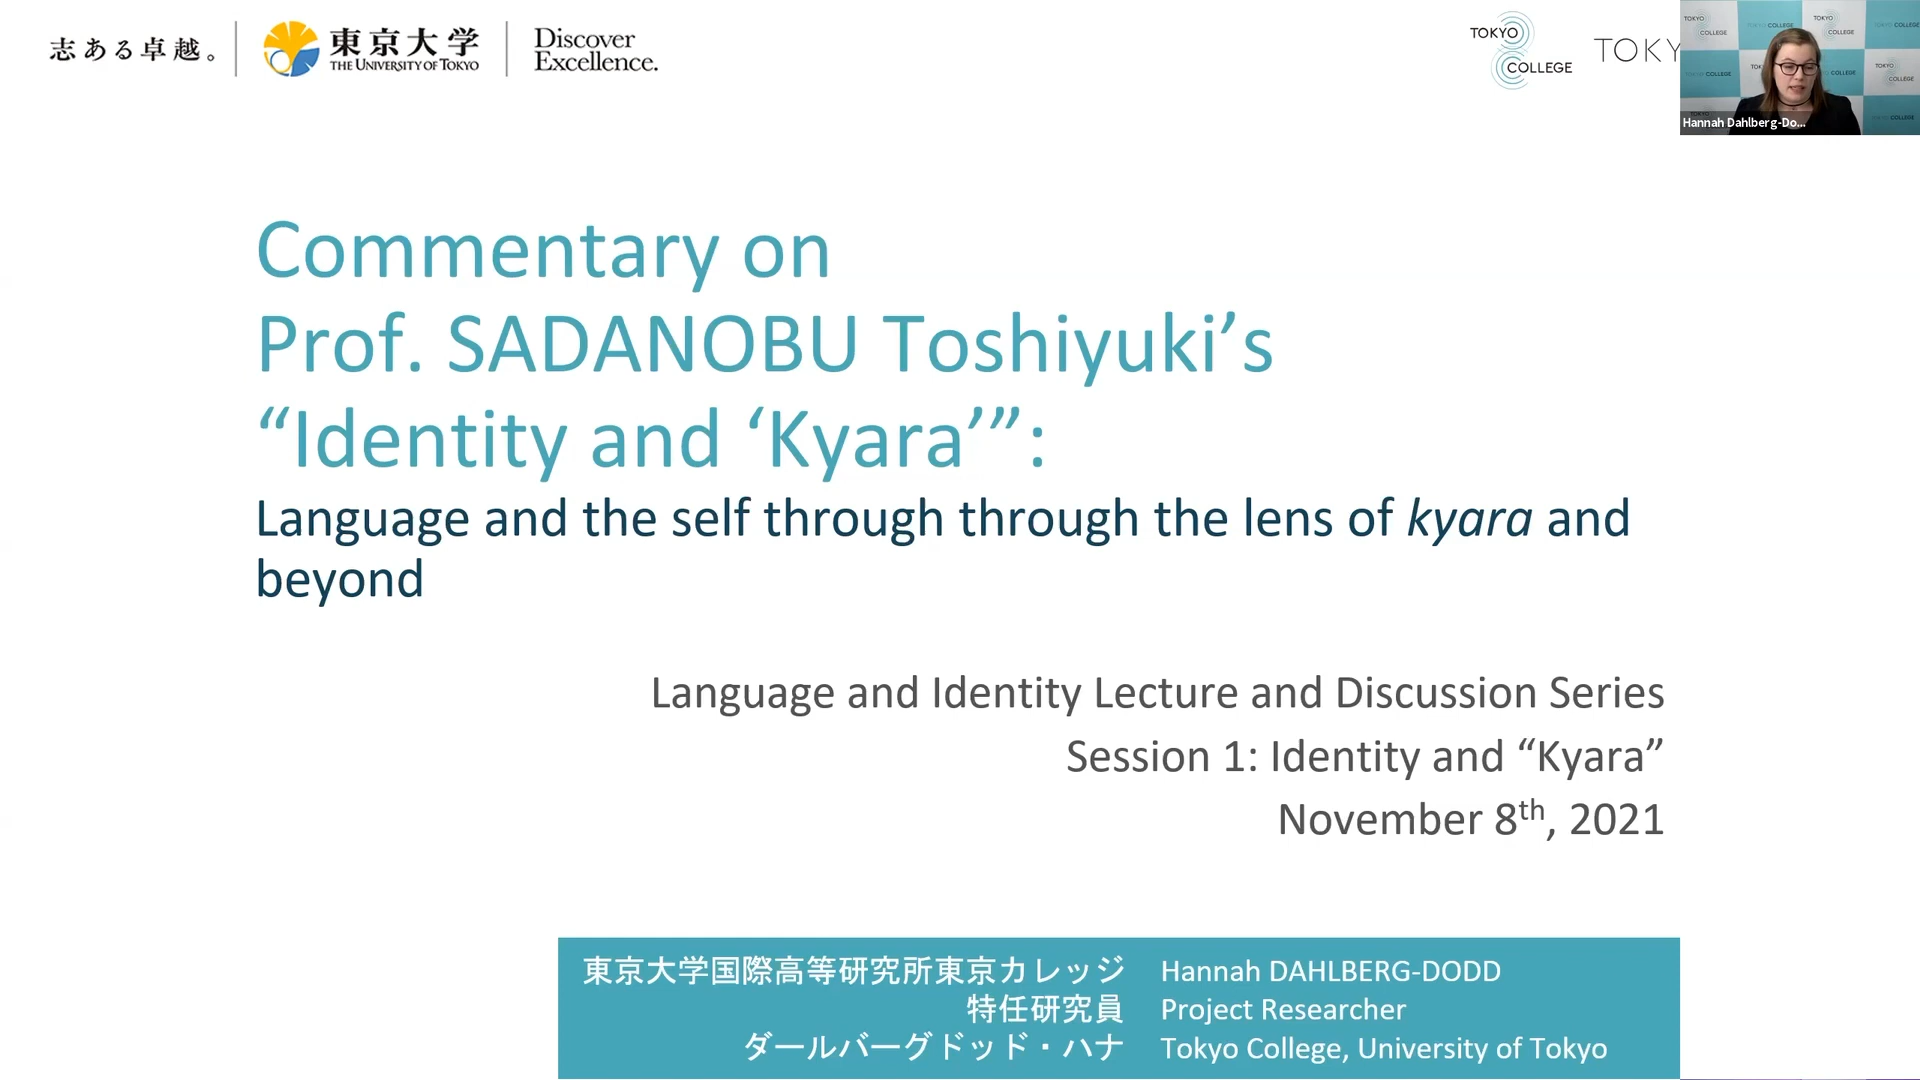 志ある卓越。
東京大学
THE UNIVERSITY OF TOKYO
Discover
Excellence.
TOKYO
COLLEGE
TOKY
Hannah Dahlberg-Do...
Commentary on
Prof. SADANOBU Toshiyuki’s
“Identity and ‘Kyara’”:
Language and the self through through the lens of kyara and
beyond
Language and Identity Lecture and Discussion Series
Session 1: Identity and “Kyara”
November 8th, 2021
東京大学国際高等研究所東京カレッジ
特任研究員
ダールバーグドッド・ハナ
Hannah DAHLBERG-DODD
Project Researcher
Tokyo College, University of Tokyo